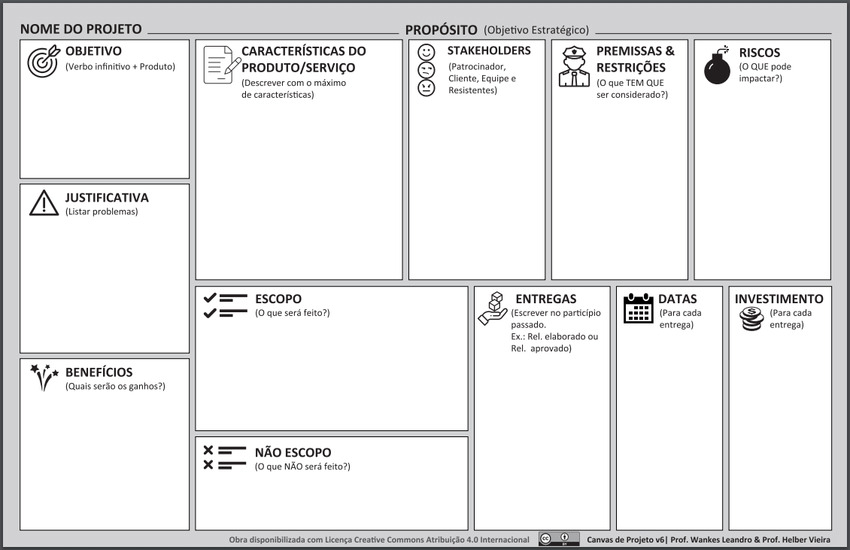 NOME DO PROJETO
PROPÓSITO (Objetivo Estratégico)
OBJETIVO
(Verbo infinitivo + Produto)
JUSTIFICATIVA
(Listar problemas)
BENEFÍCIOS
(Quais serão os ganhos?)
CARACTERÍSTICAS DO
PRODUTO/SERVIÇO
(Descrever com o máximo
de características)
STAKEHOLDERS
(Patrocinador,
Cliente, Equipe e
Resistentes)
PREMISSAS &
RESTRIÇÕES
(O que TEM QUE
ser considerado?)
RISCOS
(O QUE pode
impactar?)
ESCOPO
(O que será feito?)
NÃO ESCOPO
(O que NÃO será feito?)
ENTREGAS
(Escrever no particípio
passado.
Ex.: Rel. elaborado ou
Rel. aprovado)
DATAS
(Para cada
entrega)
INVESTIMENTO
(Para cada
entrega)
Obra disponibilizada com Licença Creative Commons Atribuição 4.0 Internacional
cc
BY
Canvas de Projeto v6| Prof. Wankes Leandro & Prof. Helber Vieira